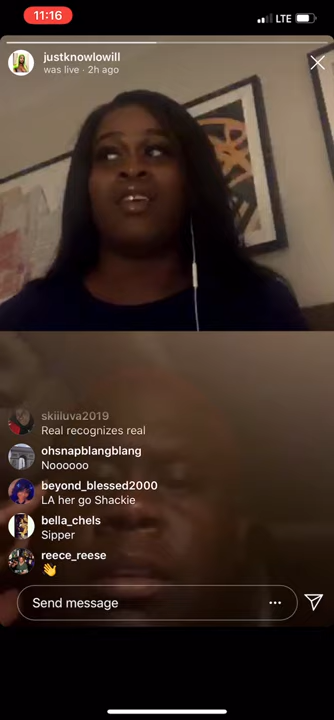 11:16
LTE
justknowlowill
was live · 2h ago
skiiluva2019
Real recognizes real
ohsnapblangblang
Noooooo
beyond_blessed2000
LA her go Shackie
bella_chels
Sipper
reece_reese
👋
Send message